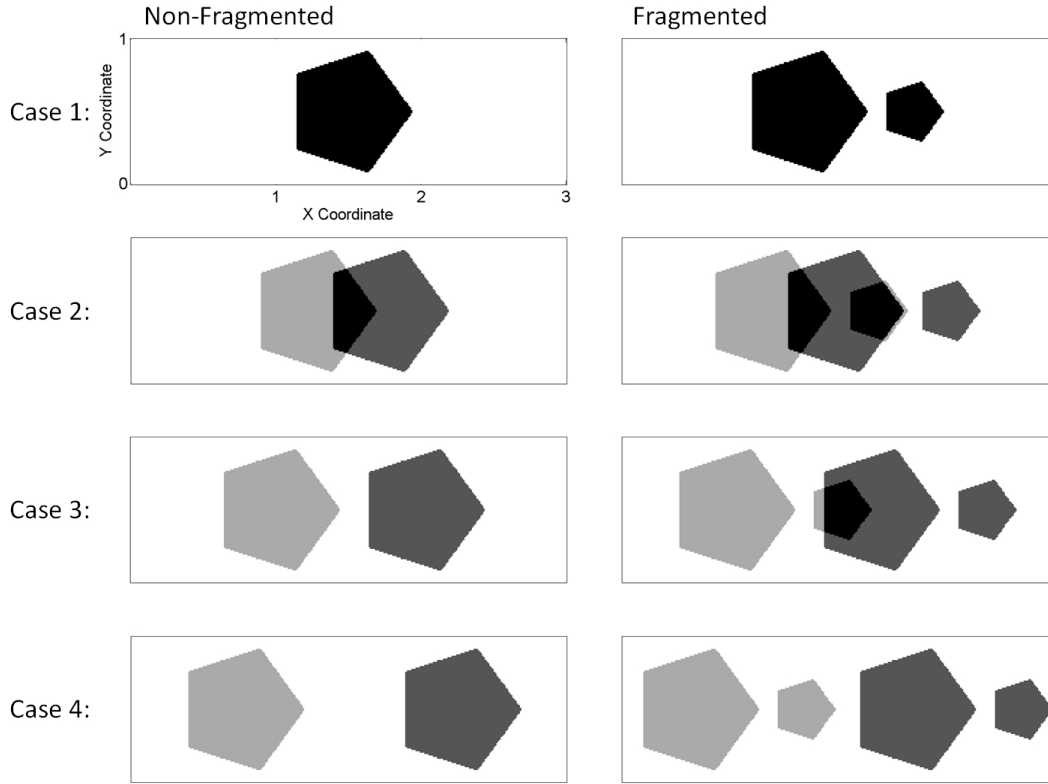 Non-Fragmented
Fragmented
Case 1:
Y Coordinate
1
0
1
2
3
X Coordinate
Case 2:
Case 3:
Case 4: